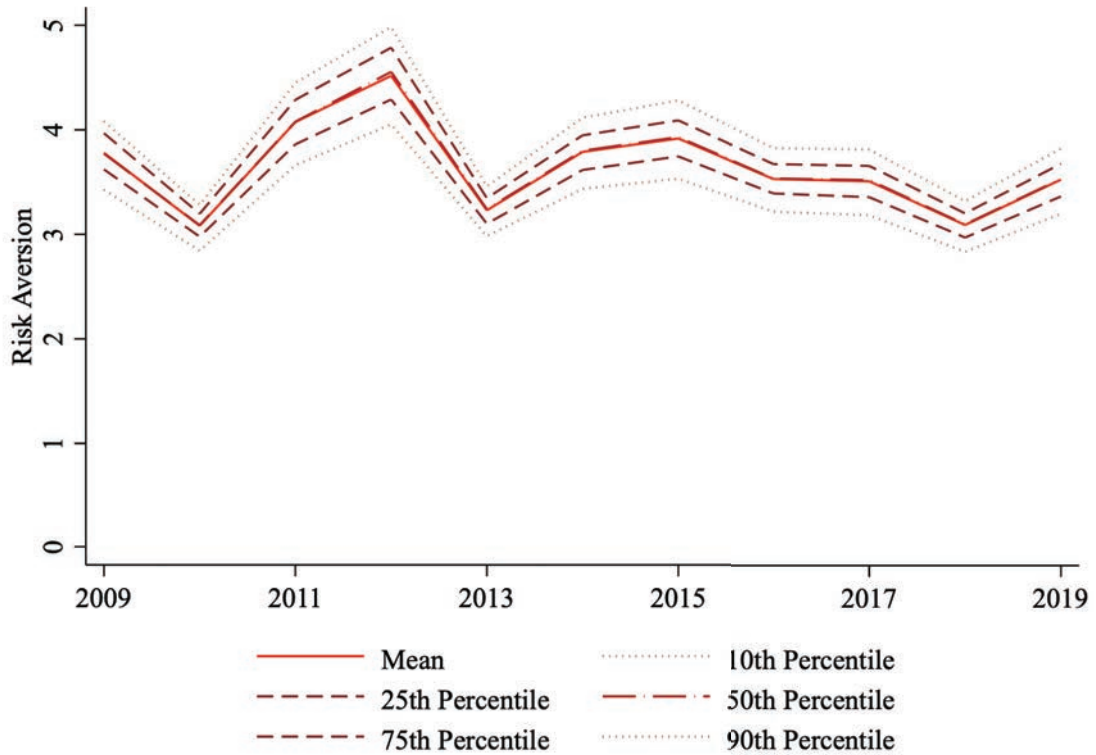 Risk Aversion
5
4
3
2
1
0
2009 2011 2013 2015 2017 2019
Mean 10th Percentile
25th Percentile 50th Percentile
75th Percentile 90th Percentile